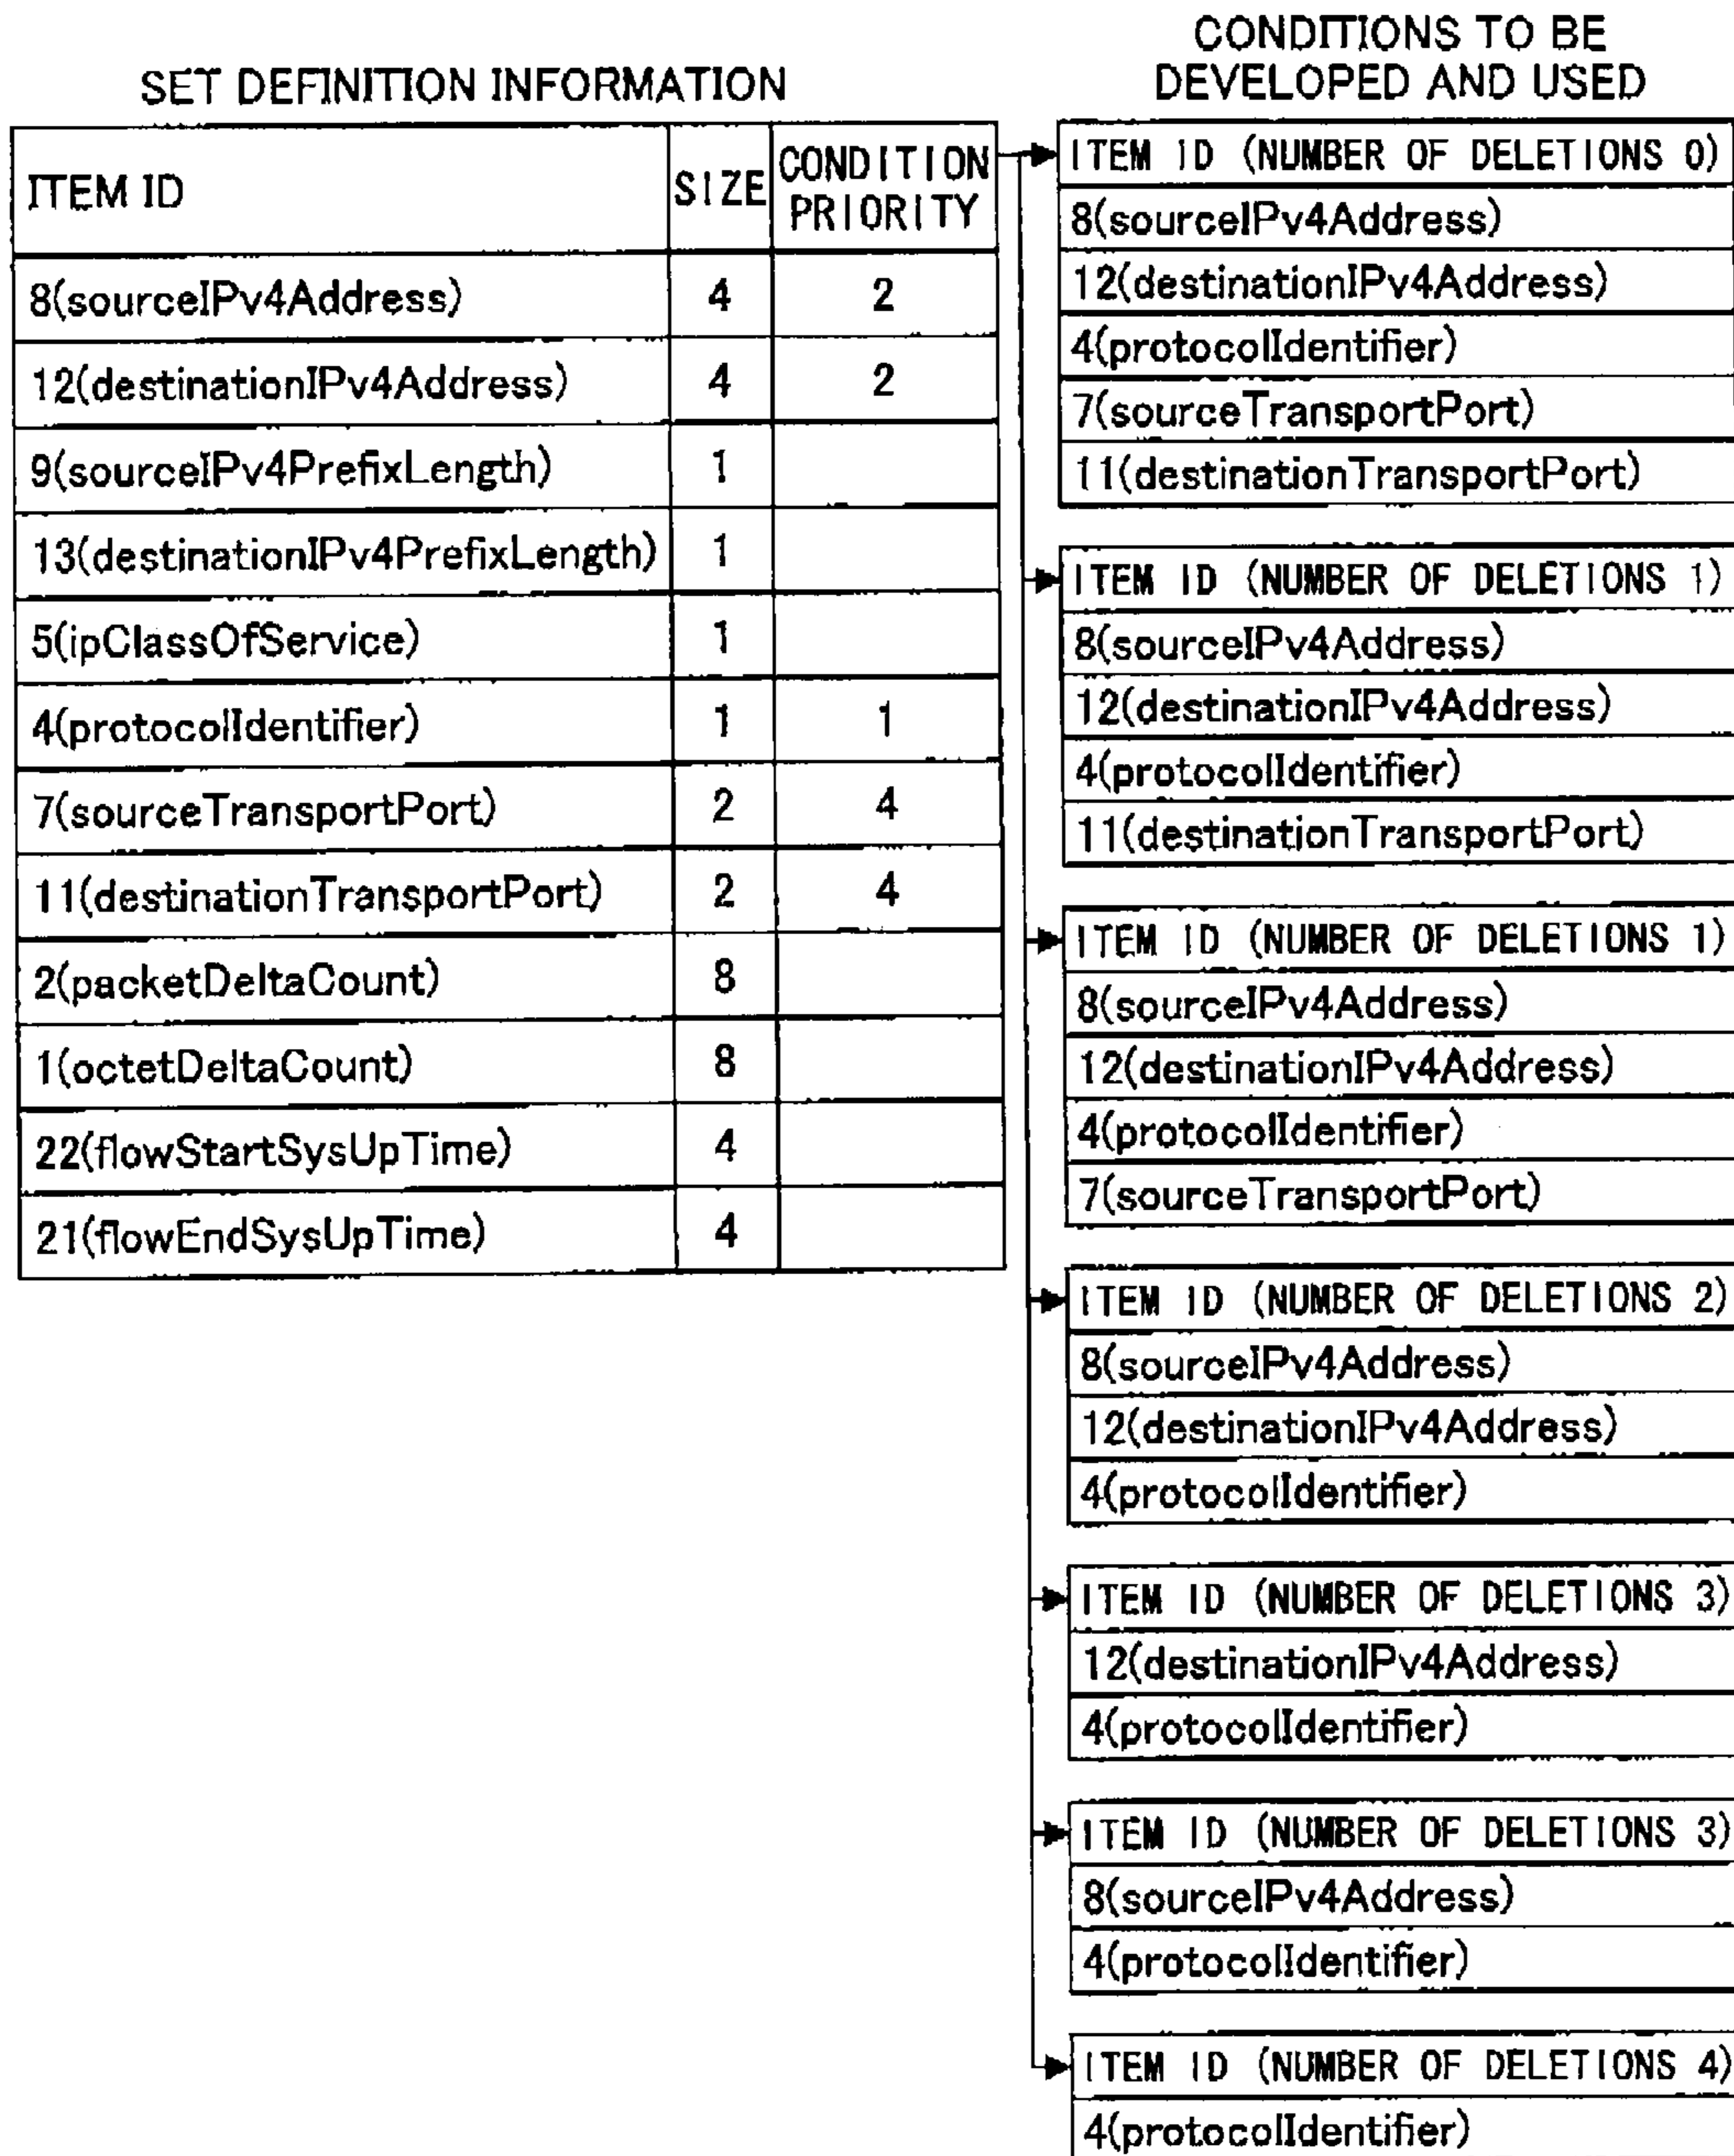 SET DEFINITION INFORMATION
ITEM ID SIZE CONDITION PRIORITY
8(sourceIPv4Address) 4 2
12(destinationIPv4Address) 4 2
9(sourceIPv4PrefixLength) 1
13(destinationIPv4PrefixLength) 1
5(ipClassOfService) 1
4(protocolIdentifier) 1 1
7(sourceTransportPort) 2 4
11(destinationTransportPort) 2 4
2(packetDeltaCount) 8
1(octetDeltaCount) 8
22(flowStartSysUpTime) 4
21(flowEndSysUpTime) 4
CONDITIONS TO BE
DEVELOPED AND USED
ITEM ID (NUMBER OF DELETIONS 0)
8(sourceIPv4Address)
12(destinationIPv4Address)
4(protocolIdentifier)
7(sourceTransportPort)
11(destinationTransportPort)
ITEM ID (NUMBER OF DELETIONS 1)
8(sourceIPv4Address)
12(destinationIPv4Address)
4(protocolIdentifier)
11(destinationTransportPort)
ITEM ID (NUMBER OF DELETIONS 1)
8(sourceIPv4Address)
12(destinationIPv4Address)
4(protocolIdentifier)
7(sourceTransportPort)
ITEM ID (NUMBER OF DELETIONS 2)
8(sourceIPv4Address)
12(destinationIPv4Address)
4(protocolIdentifier)
ITEM ID (NUMBER OF DELETIONS 3)
12(destinationIPv4Address)
4(protocolIdentifier)
ITEM ID (NUMBER OF DELETIONS 3)
8(sourceIPv4Address)
4(protocolIdentifier)
ITEM ID (NUMBER OF DELETIONS 4)
4(protocolIdentifier)